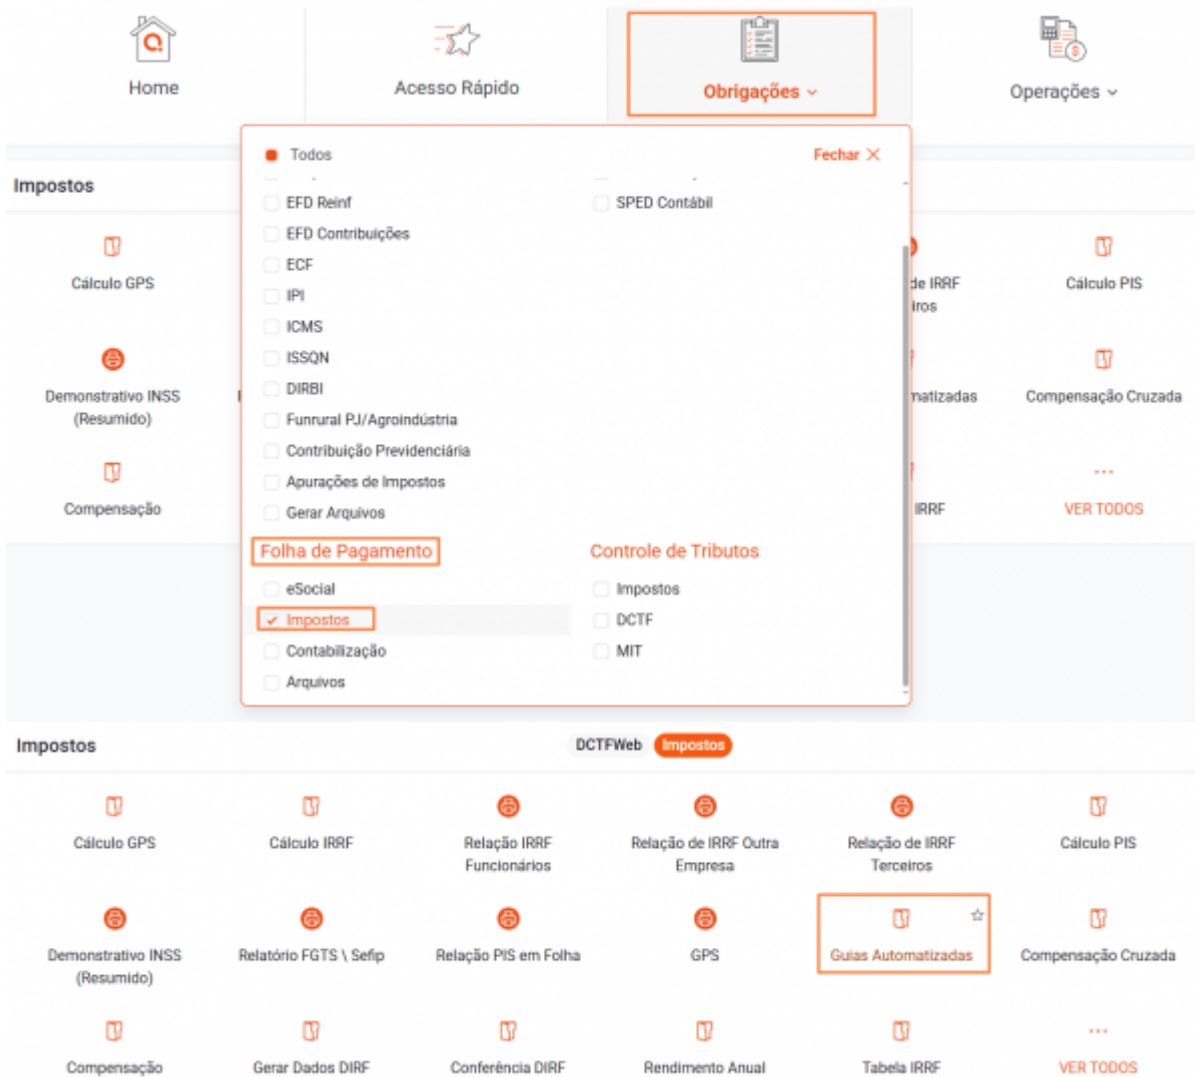 Home
Acesso Rápido
Obrigações
Operações
Todos
Fechar
Impostos
EFD Reinf
SPED Contábil
EFD Contribuições
ECF
IPI
ICMS
ISSQN
DIRBI
Funrural PJ/Agroindústria
Contribuição Previdenciária
Apurações de Impostos
Gerar Arquivos
Cálculo GPS
de IRRF
iros
Cálculo PIS
Demonstrativo INSS
(Resumido)
matizadas
Compensação Cruzada
Compensação
IRRF
VER TODOS
Folha de Pagamento
Controle de Tributos
eSocial
Impostos
Impostos
DCTF
Contabilização
MIT
Arquivos
Impostos
DCTFWeb
Impostos
Cálculo GPS
Cálculo IRRF
Relação IRRF
Funcionários
Relação de IRRF Outra
Empresa
Relação de IRRF
Terceiros
Cálculo PIS
Demonstrativo INSS
(Resumido)
Relatório FGTS \ Sefip
Relação PIS em Folha
GPS
Guias Automatizadas
Compensação Cruzada
Compensação
Gerar Dados DIRF
Conferência DIRF
Rendimento Anual
Tabela IRRF
VER TODOS